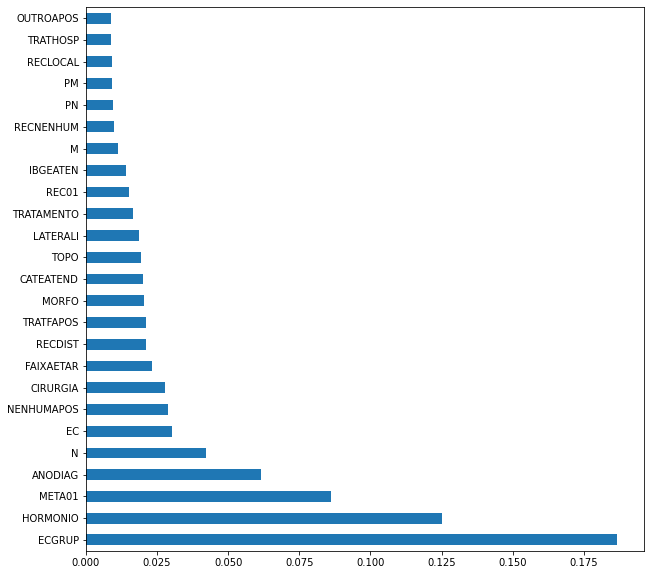 OUTROAPOS
TRATHOSP
RECLOCAL
PM
PN
RECNENHUM
M
IBGEATEN
REC01
TRATAMENTO
LATERALI
TOPO
CATEATEND
MORFO
TRATFAPOS
RECDIST
FAIXAETAR
CIRURGIA
NENHUMAPOS
EC
N
ANODIAG
META01
HORMONIO
ECGRUP
0.000 0.025 0.050 0.075 0.100 0.125 0.150 0.175